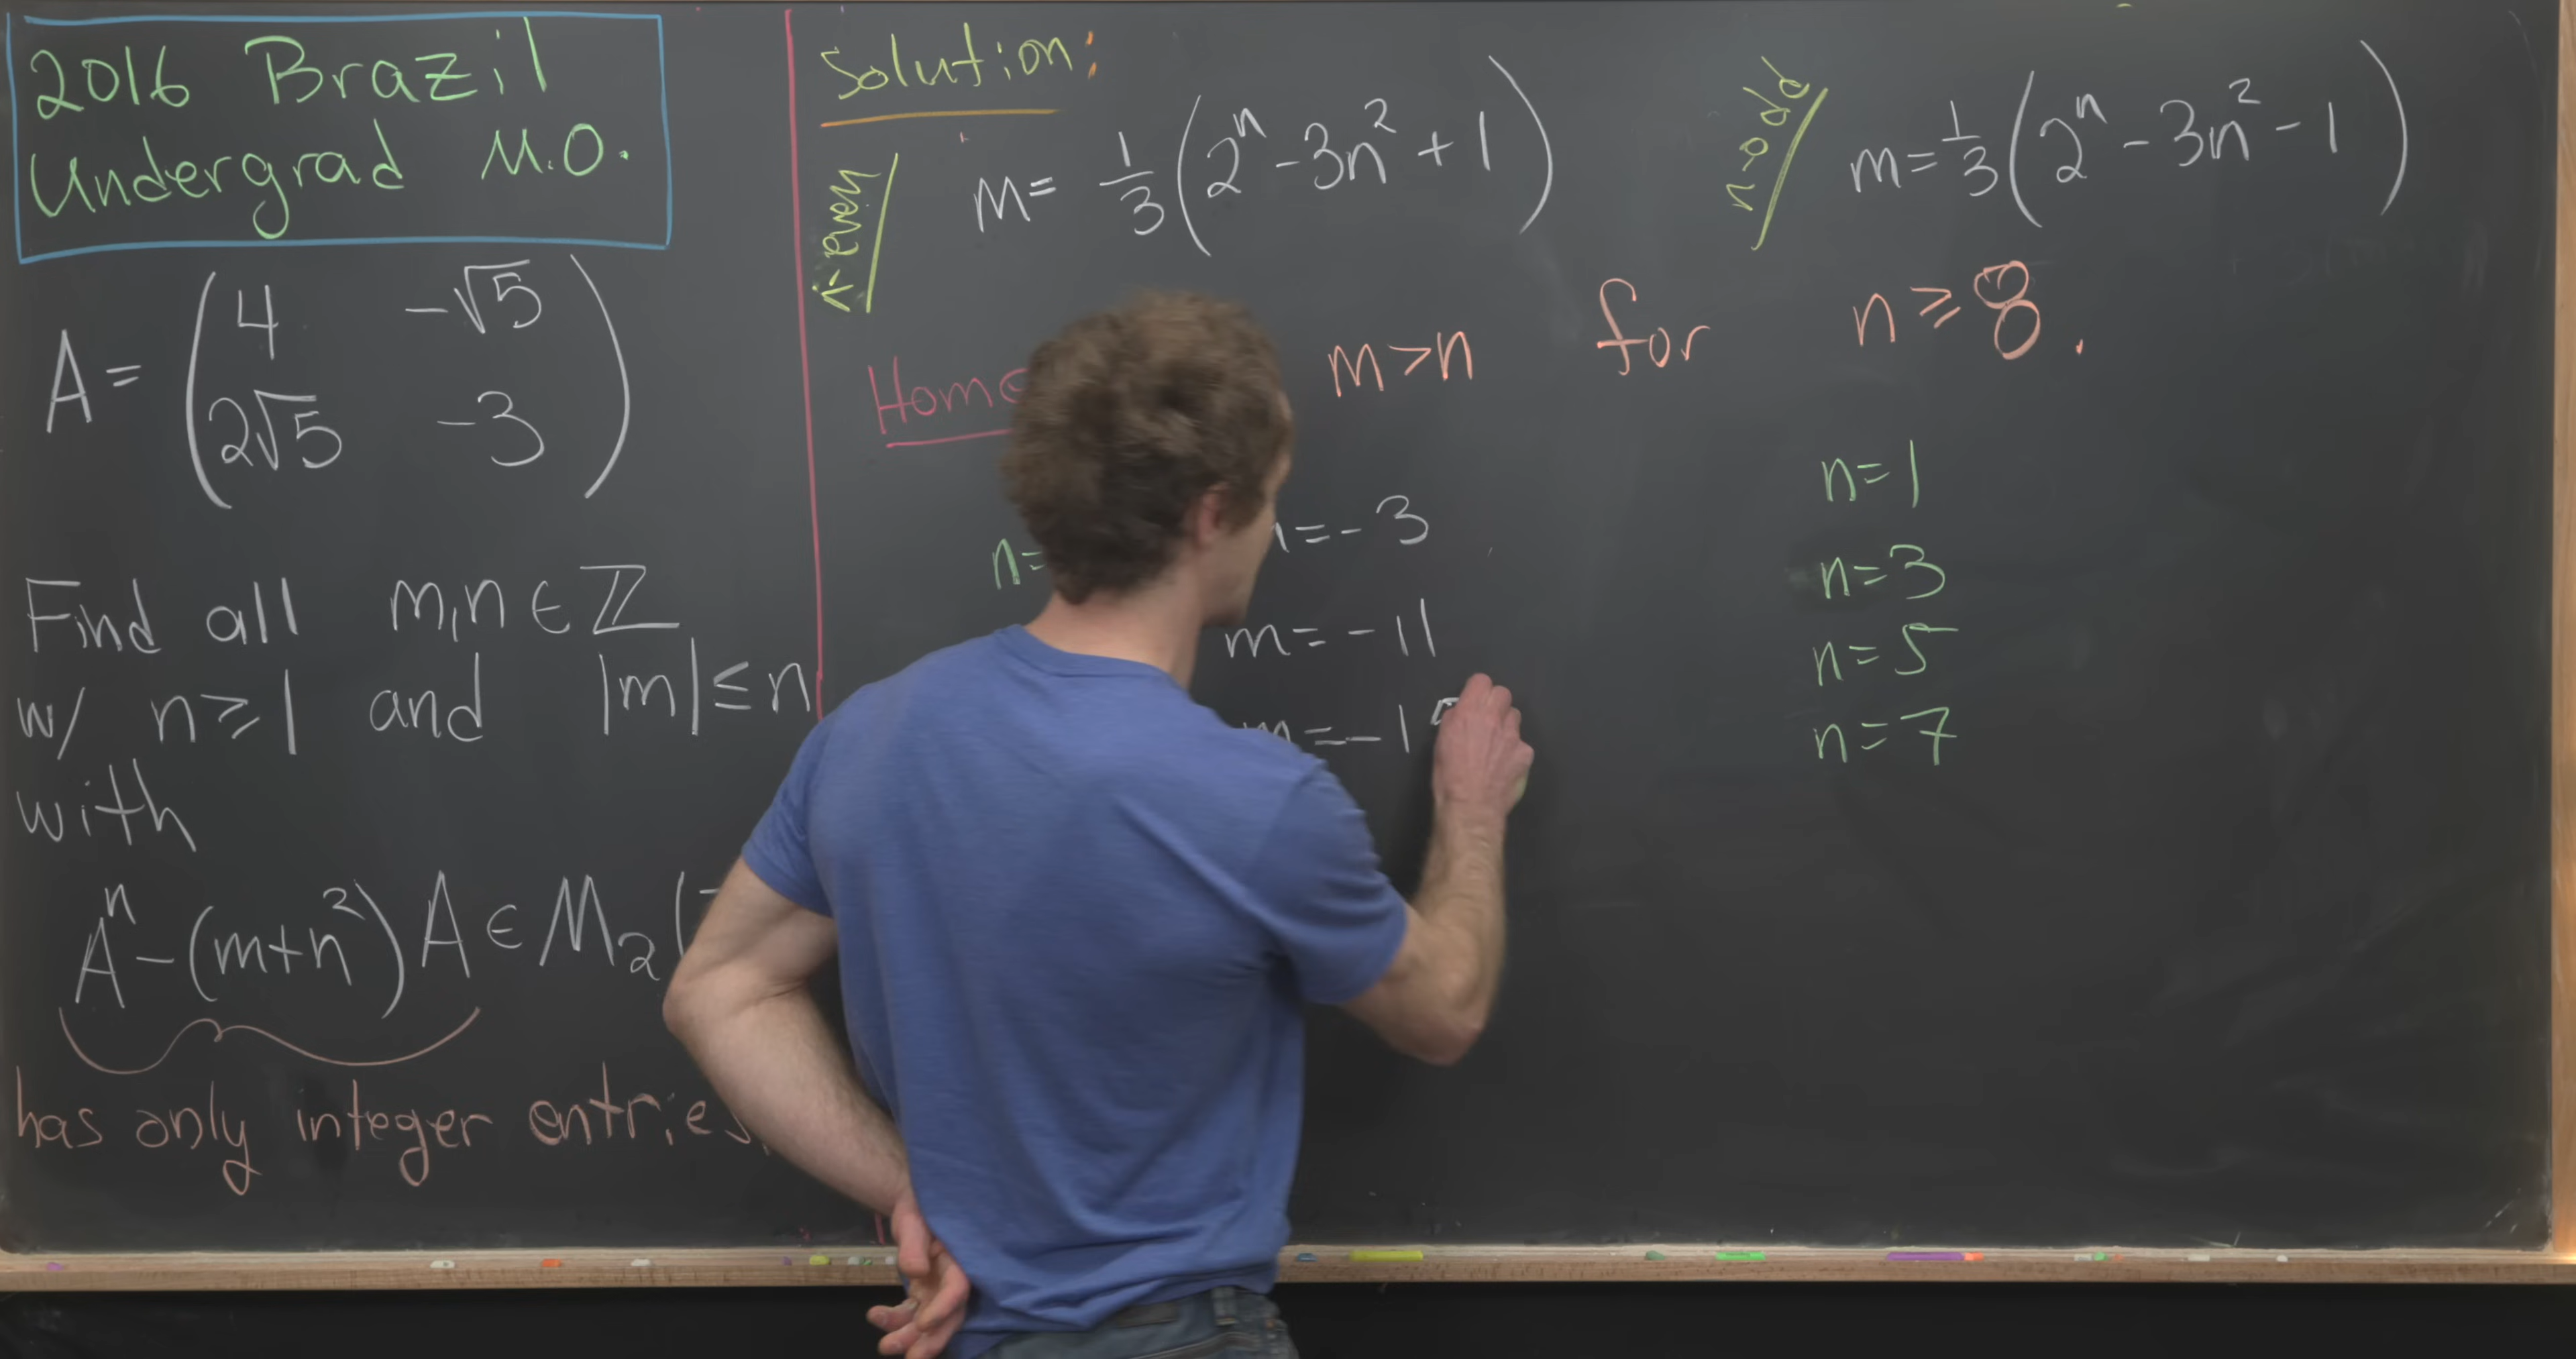 2016 Brazil
Undergrad M.O.
A = ( 4 -√5
2√5 -3 )
Find all m,n ∈ ℤ
w/ n ≥ 1 and |m| ≤ n
with
Aⁿ - (m+n²) A ∈ M₂(
has only integer entries
Solution:
n-even
m = 1/3 (2ⁿ - 3n² + 1)
n-odd
m = 1/3 (2ⁿ - 3n² - 1)
m > n for n ≥ 8.
n=
= -3
m = -11
m = -1
n=1
n=3
n=5
n=7